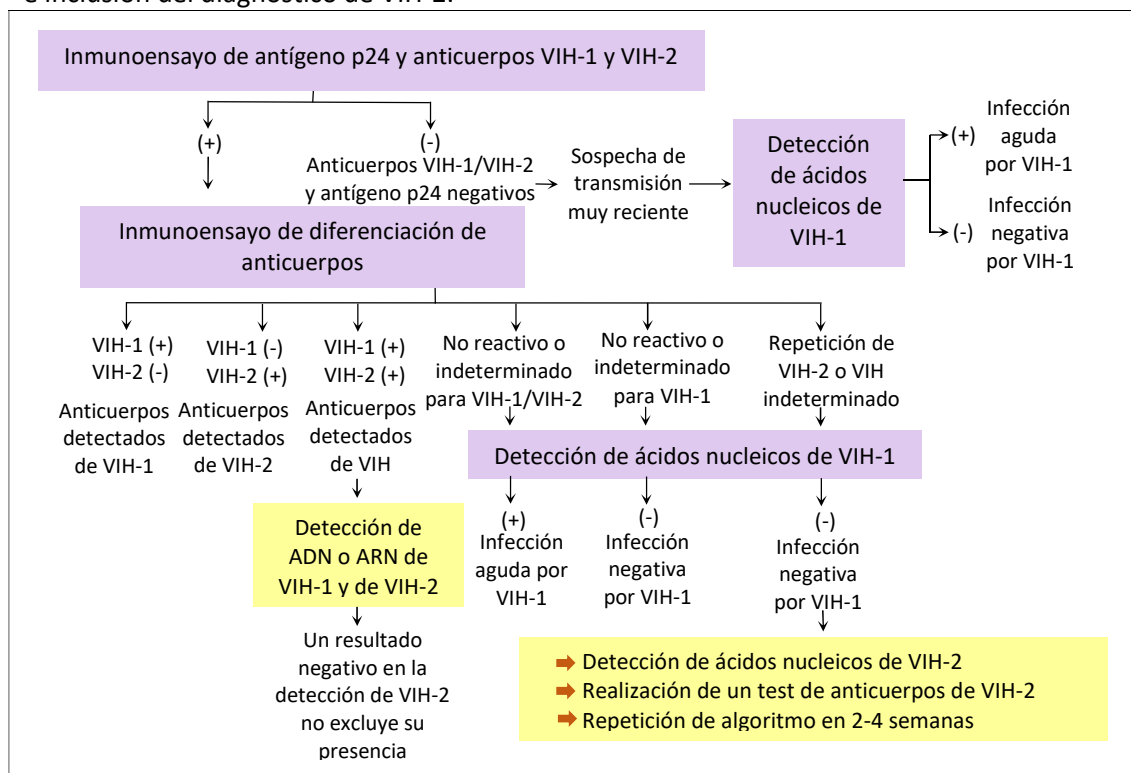 e inclusión del diagnóstico de VIH-2.
Inmunoensayo de antígeno p24 y anticuerpos VIH-1 y VIH-2
(+)
(-)
Anticuerpos VIH-1/VIH-2
y antígeno p24 negativos
Sospecha de
transmisión
muy reciente
Detección
de ácidos
nucleicos de
VIH-1
(+)
Infección
aguda
por VIH-1
(-)
Infección
negativa
por VIH-1
Inmunoensayo de diferenciación de
anticuerpos
VIH-1 (+)
VIH-2 (-)
Anticuerpos
detectados
de VIH-1
VIH-1 (-)
VIH-2 (+)
Anticuerpos
detectados
de VIH-2
VIH-1 (+)
VIH-2 (+)
Anticuerpos
detectados
de VIH
No reactivo o
indeterminado
para VIH-1/VIH-2
No reactivo o
indeterminado
para VIH-1
Repetición de
VIH-2 o VIH
indeterminado
Detección de ácidos nucleicos de VIH-1
Detección de
ADN o ARN de
VIH-1 y de VIH-2
Un resultado
negativo en la
detección de VIH-2
no excluye su
presencia
(+)
Infección
aguda por
VIH-1
(-)
Infección
negativa
por VIH-1
(-)
Infección
negativa
por VIH-1
Detección de ácidos nucleicos de VIH-2
Realización de un test de anticuerpos de VIH-2
Repetición de algoritmo en 2-4 semanas